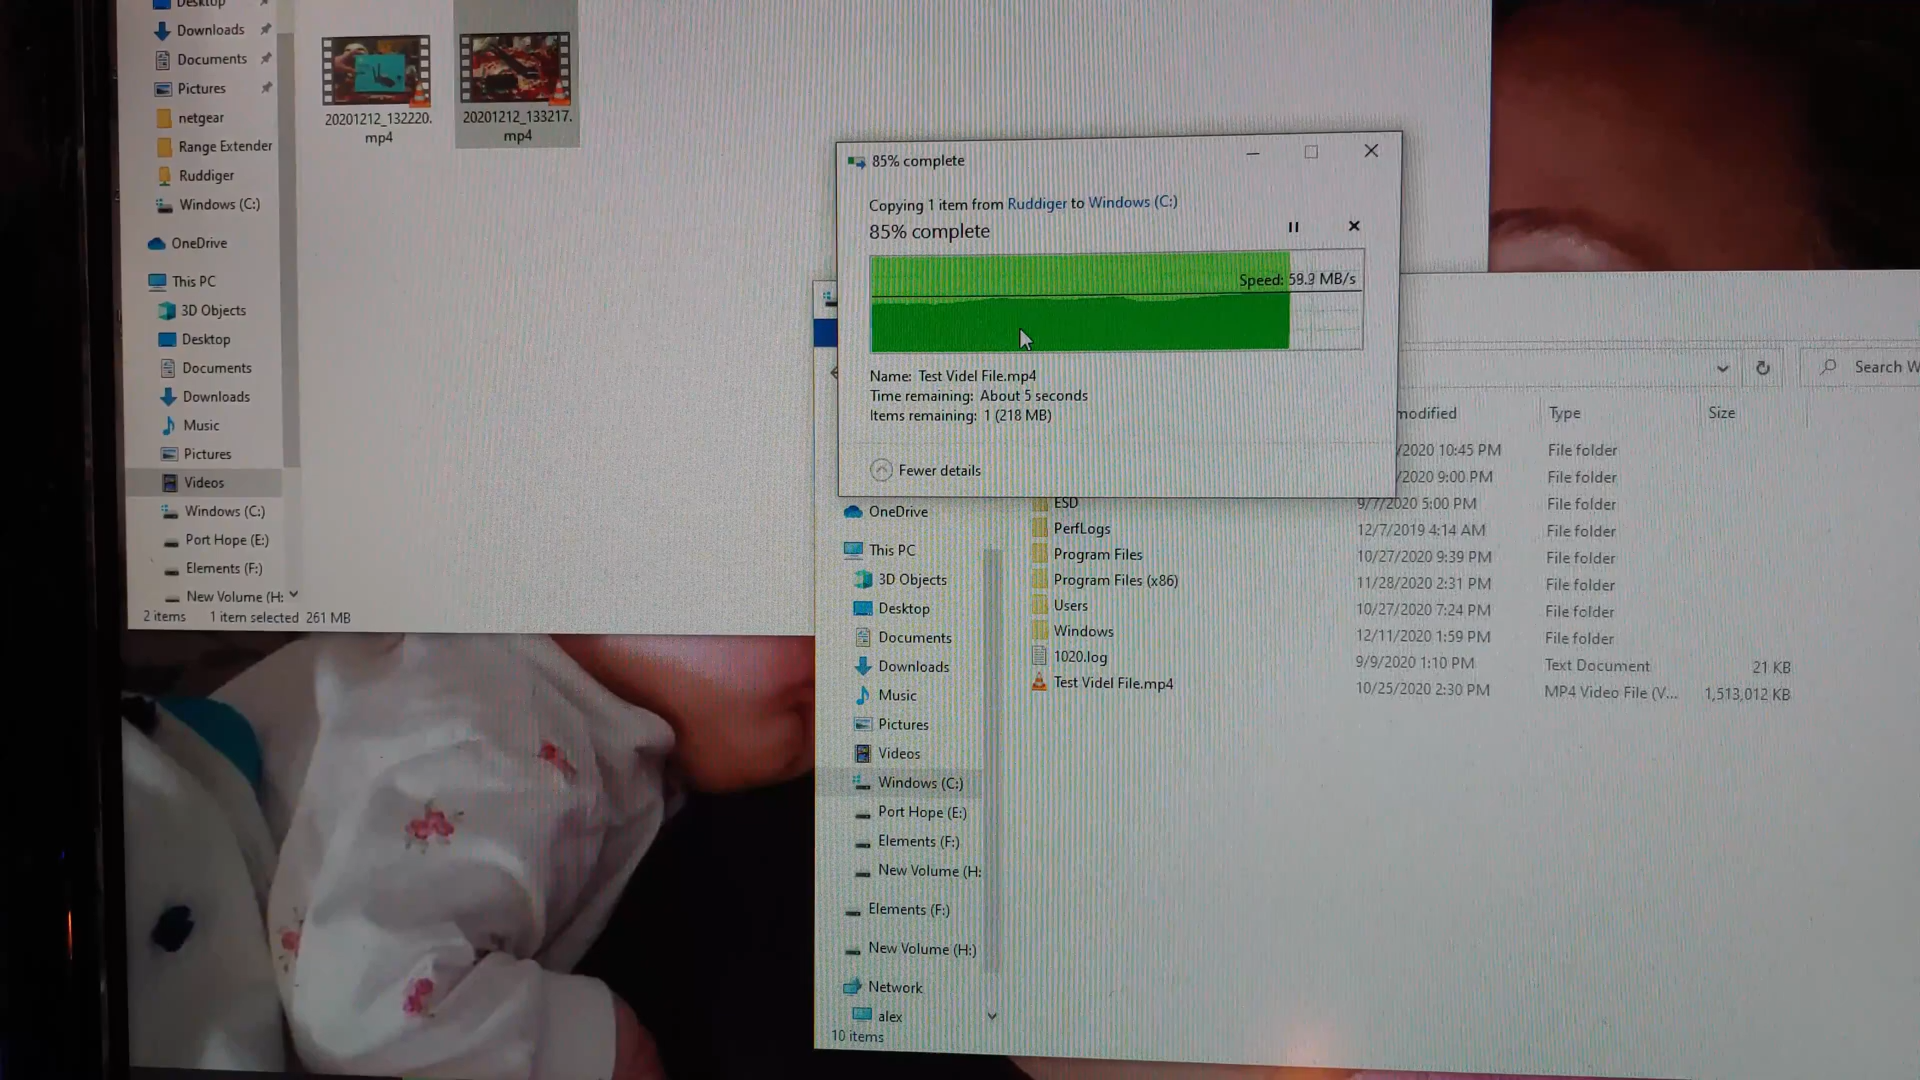 Desktop
Downloads
Documents
Pictures
netgear
Range Extender
Ruddiger
Windows (C:)
OneDrive
This PC
3D Objects
Desktop
Documents
Downloads
Music
Pictures
Videos
Windows (C:)
Port Hope (E:)
Elements (F:)
New Volume (H:
2 items 1 item selected 261 MB
20201212_132220.
mp4
20201212_133217.
mp4
85% complete
Copying 1 item from Ruddiger to Windows (C:)
85% complete
Speed: 59.9 MB/s
Name: Test Videl File.mp4
Time remaining: About 5 seconds
Items remaining: 1 (218 MB)
Fewer details
Search W
modified Type Size
/2020 10:45 PM File folder
/2020 9:00 PM File folder
ESD 9/7/2020 5:00 PM File folder
PerfLogs 12/7/2019 4:14 AM File folder
Program Files 10/27/2020 9:39 PM File folder
Program Files (x86) 11/28/2020 2:31 PM File folder
Users 10/27/2020 7:24 PM File folder
Windows 12/11/2020 1:59 PM File folder
1020.log 9/9/2020 1:10 PM Text Document 21 KB
Test Videl File.mp4 10/25/2020 2:30 PM MP4 Video File (V... 1,513,012 KB
OneDrive
This PC
3D Objects
Desktop
Documents
Downloads
Music
Pictures
Videos
Windows (C:)
Port Hope (E:)
Elements (F:)
New Volume (H:
Elements (F:)
New Volume (H:)
Network
alex
10 items